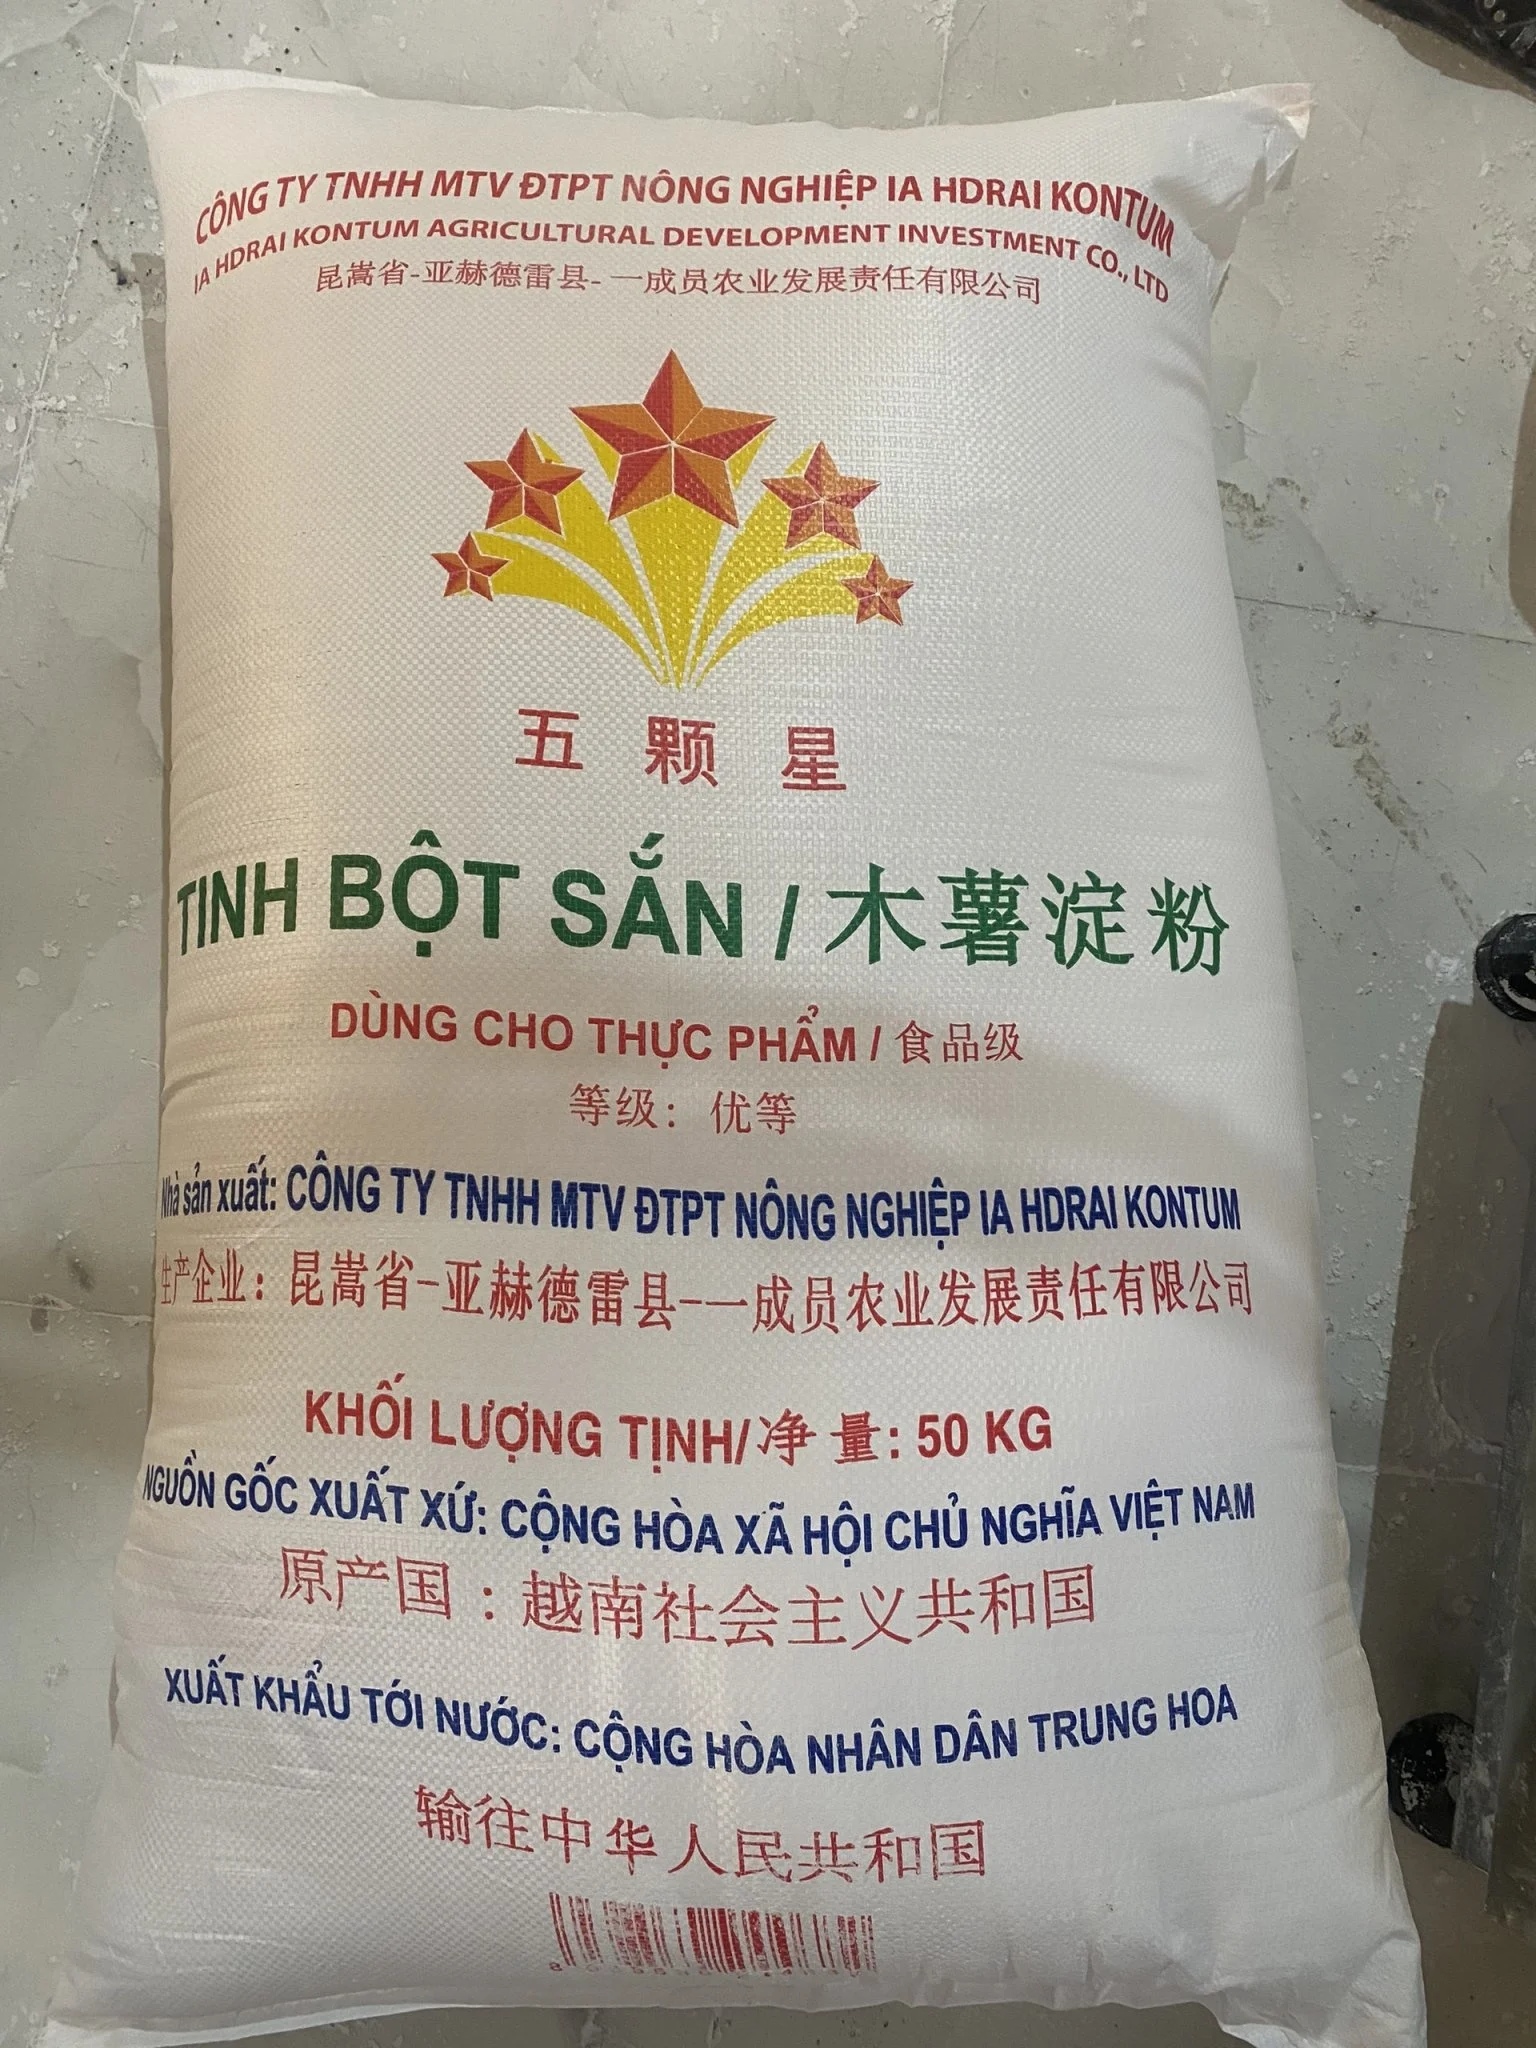 CÔNG TY TNHH MTV ĐTPT NÔNG NGHIỆP IA HDRAI KONTUM
IA HDRAI KONTUM AGRICULTURAL DEVELOPMENT INVESTMENT CO., LTD
昆嵩省-亚赫德雷县-一成员农业发展责任有限公司
五颗星
TINH BỘT SẮN / 木薯淀粉
DÙNG CHO THỰC PHẨM / 食品级
等级: 优等
Nhà sản xuất: CÔNG TY TNHH MTV ĐTPT NÔNG NGHIỆP IA HDRAI KONTUM
生产企业: 昆嵩省-亚赫德雷县-一成员农业发展责任有限公司
KHỐI LƯỢNG TỊNH/净量: 50 KG
NGUỒN GỐC XUẤT XỨ: CỘNG HÒA XÃ HỘI CHỦ NGHĨA VIỆT NAM
原产国: 越南社会主义共和国
XUẤT KHẨU TỚI NƯỚC: CỘNG HÒA NHÂN DÂN TRUNG HOA
输往中华人民共和国